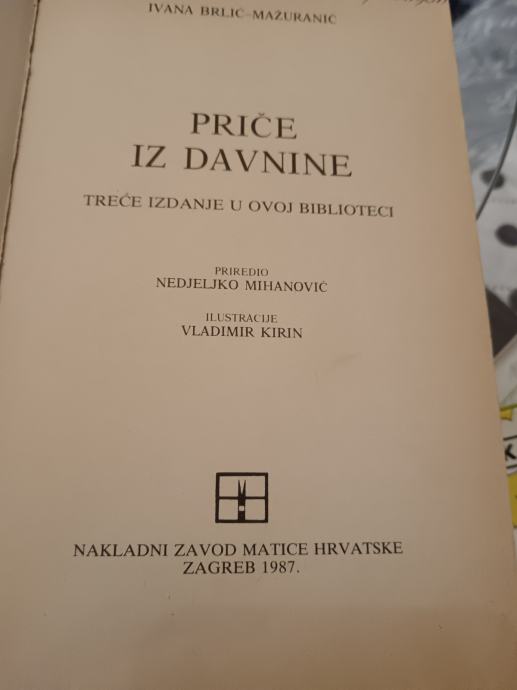 IVANA BRLIĆ-MAŽURANIĆ
PRIČE
IZ DAVNINE
TREĆE IZDANJE U OVOJ BIBLIOTECI
PRIREDIO
NEDJELJKO MIHANOVIĆ
ILUSTRACIJE
VLADIMIR KIRIN
NAKLADNI ZAVOD MATICE HRVATSKE
ZAGREB 1987.
K